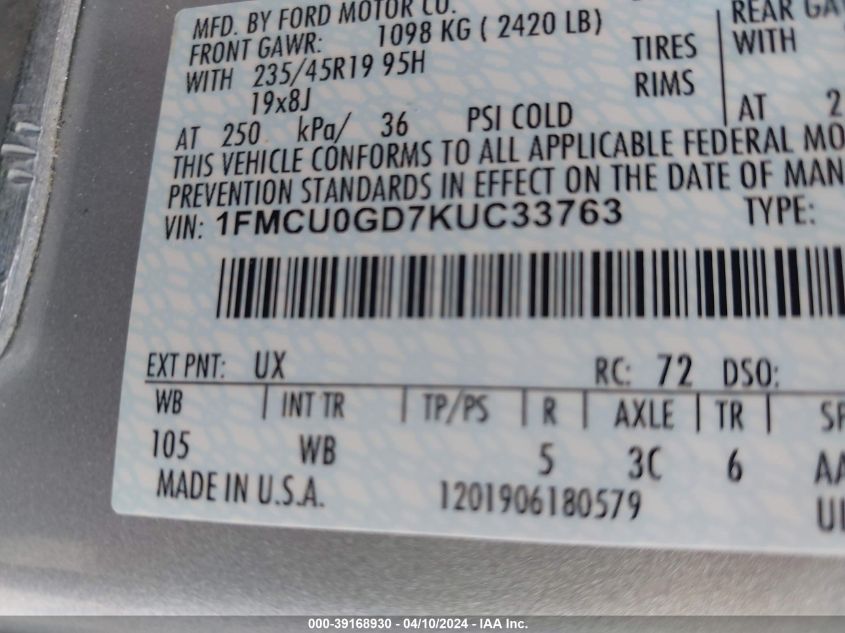 MFD. BY FORD MOTOR CO.
FRONT GAWR: 1098 KG ( 2420 LB) REAR
WITH 235/45R19 95H TIRES WITH
19x8J RIMS
AT 250 kPa/ 36 PSI COLD AT 2
THIS VEHICLE CONFORMS TO ALL APPLICABLE FEDERAL MO
PREVENTION STANDARDS IN EFFECT ON THE DATE OF MAN
VIN: 1FMCU0GD7KUC33763 TYPE:
EXT PNT: UX RC: 72 DSO:
WB INT TR TP/PS R AXLE TR SP
105 WB 5 3C 6 AA
MADE IN U.S.A. 1201906180579
000-39168930 - 04/10/2024 - IAA Inc.